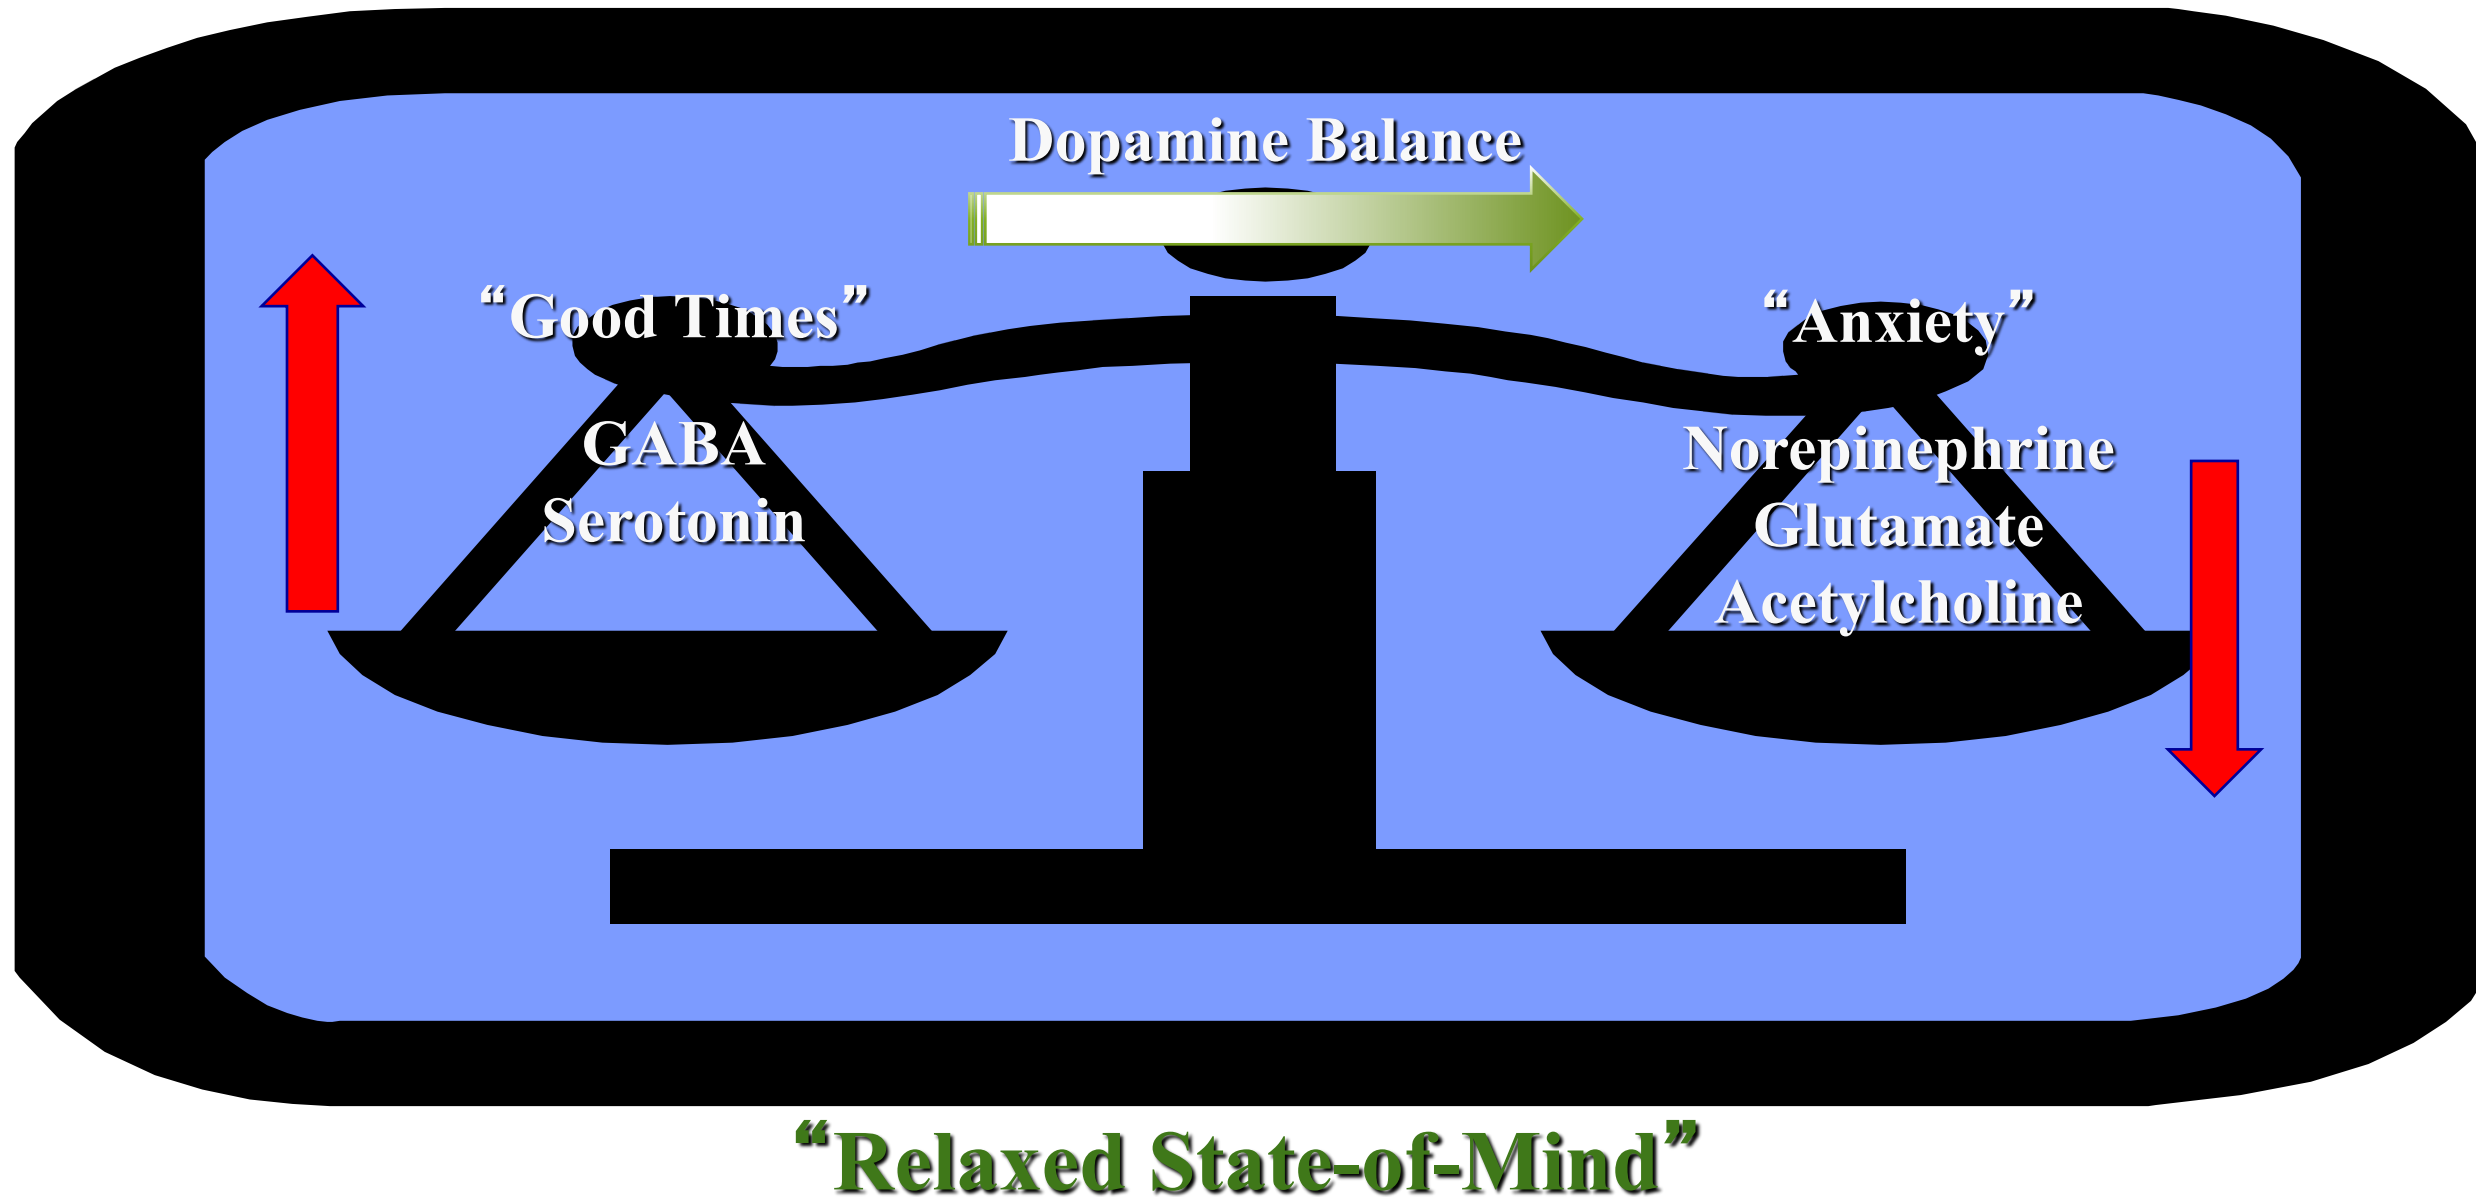 Dopamine Balance
“Good Times”
GABA
Serotonin
“Anxiety”
Norepinephrine
Glutamate
Acetylcholine
“Relaxed State-of-Mind”